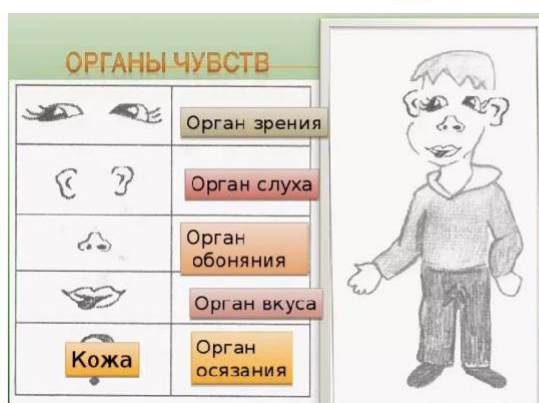 ОРГАНЫ ЧУВСТВ
Орган зрения
Орган слуха
Орган
обоняния
Орган вкуса
Кожа
Орган
осязания